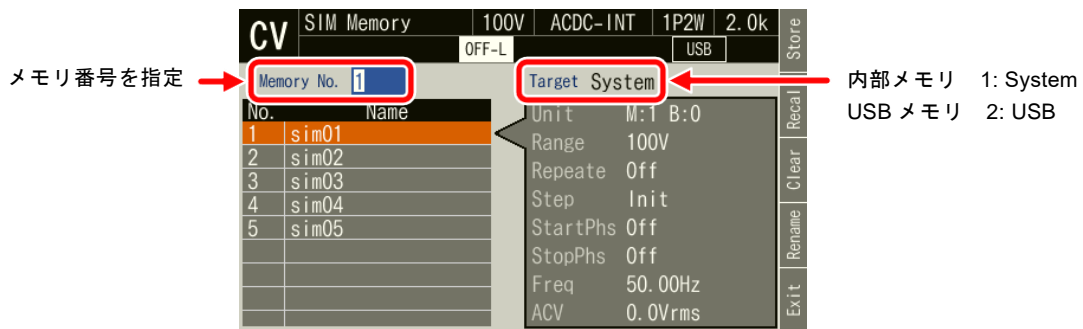 CV SIM Memory 100V ACDC-INT 1P2W 2.0k
OFF-L USB
メモリ番号を指定
Memory No. 1
Target System
内部メモリ 1: System
USB メモリ 2: USB
No. Name
1 sim01
2 sim02
3 sim03
4 sim04
5 sim05
Unit M:1 B:0
Range 100V
Repeate Off
Step Init
StartPhs Off
StopPhs Off
Freq 50.00Hz
ACV 0.0Vrms
Store
Recal
Clear
Rename
Exit